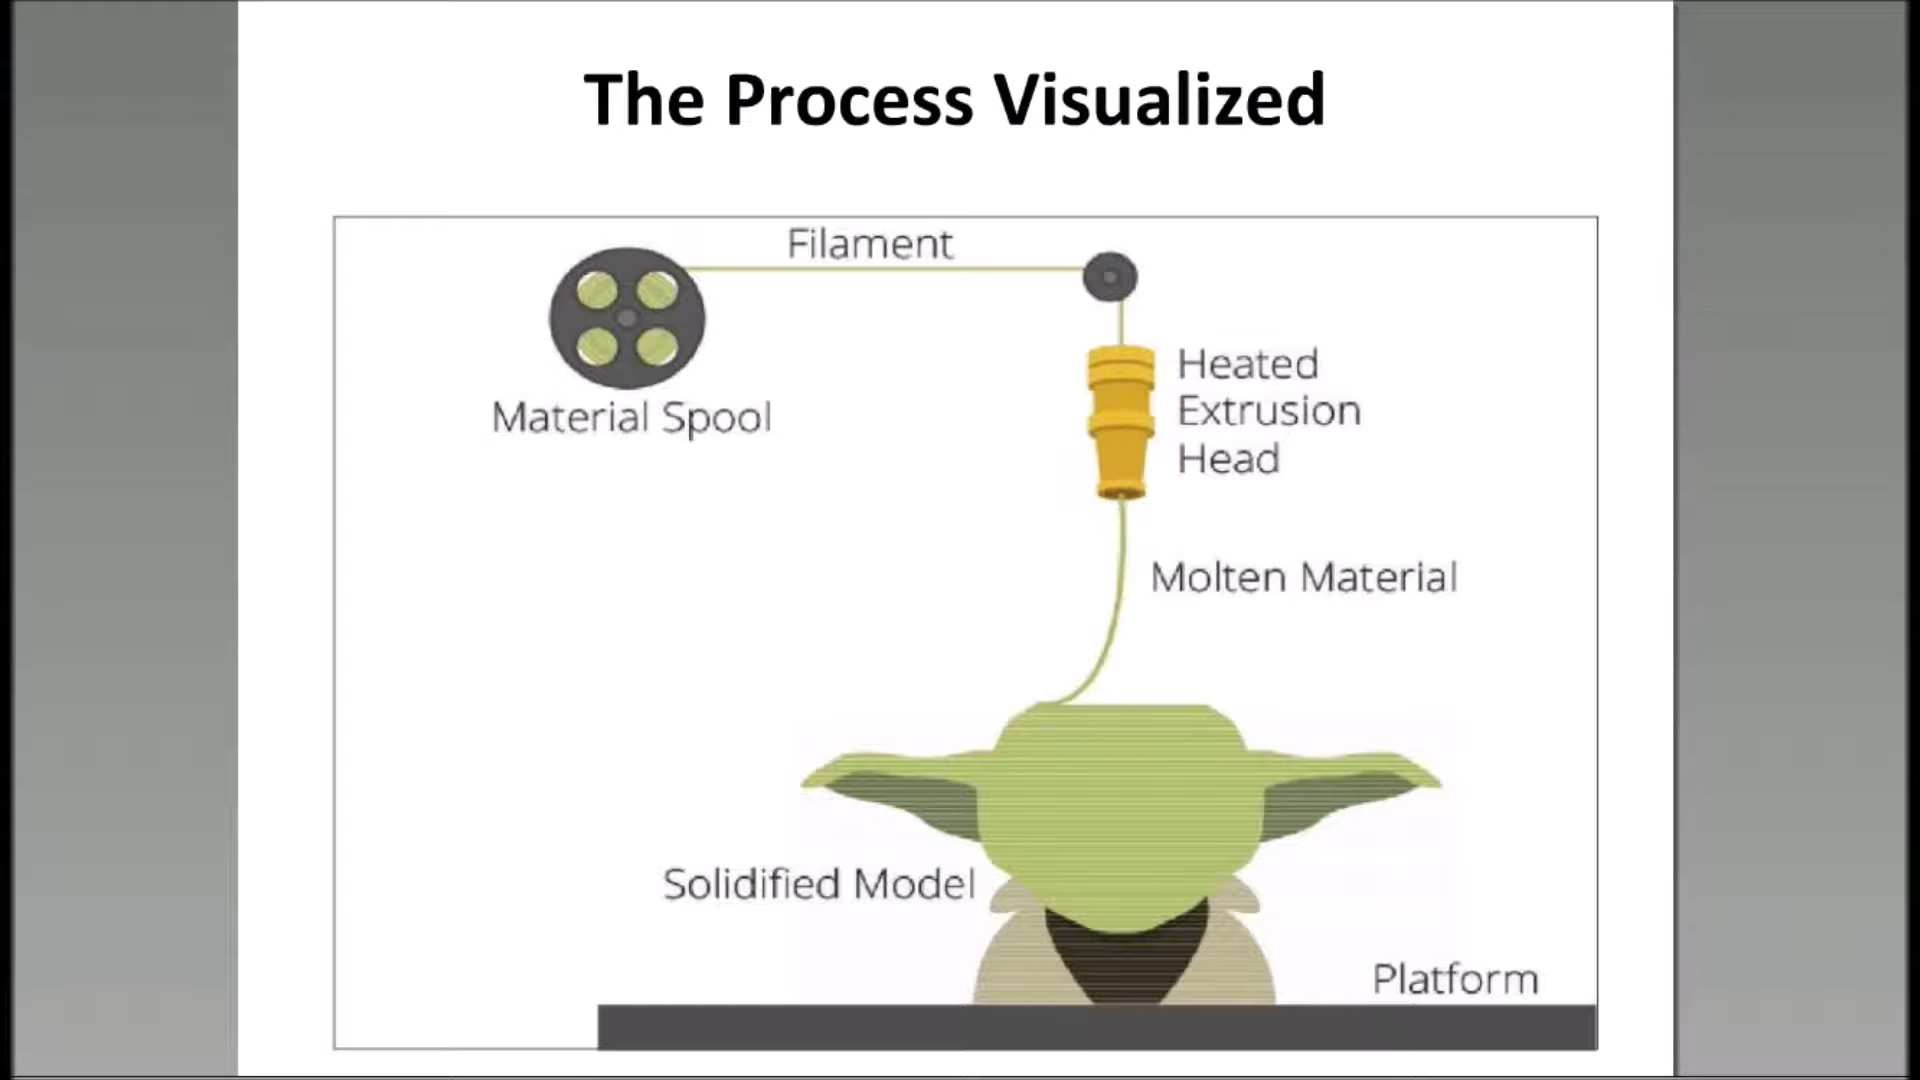 The Process Visualized
Filament
Material Spool
Heated
Extrusion
Head
Molten Material
Solidified Model
Platform